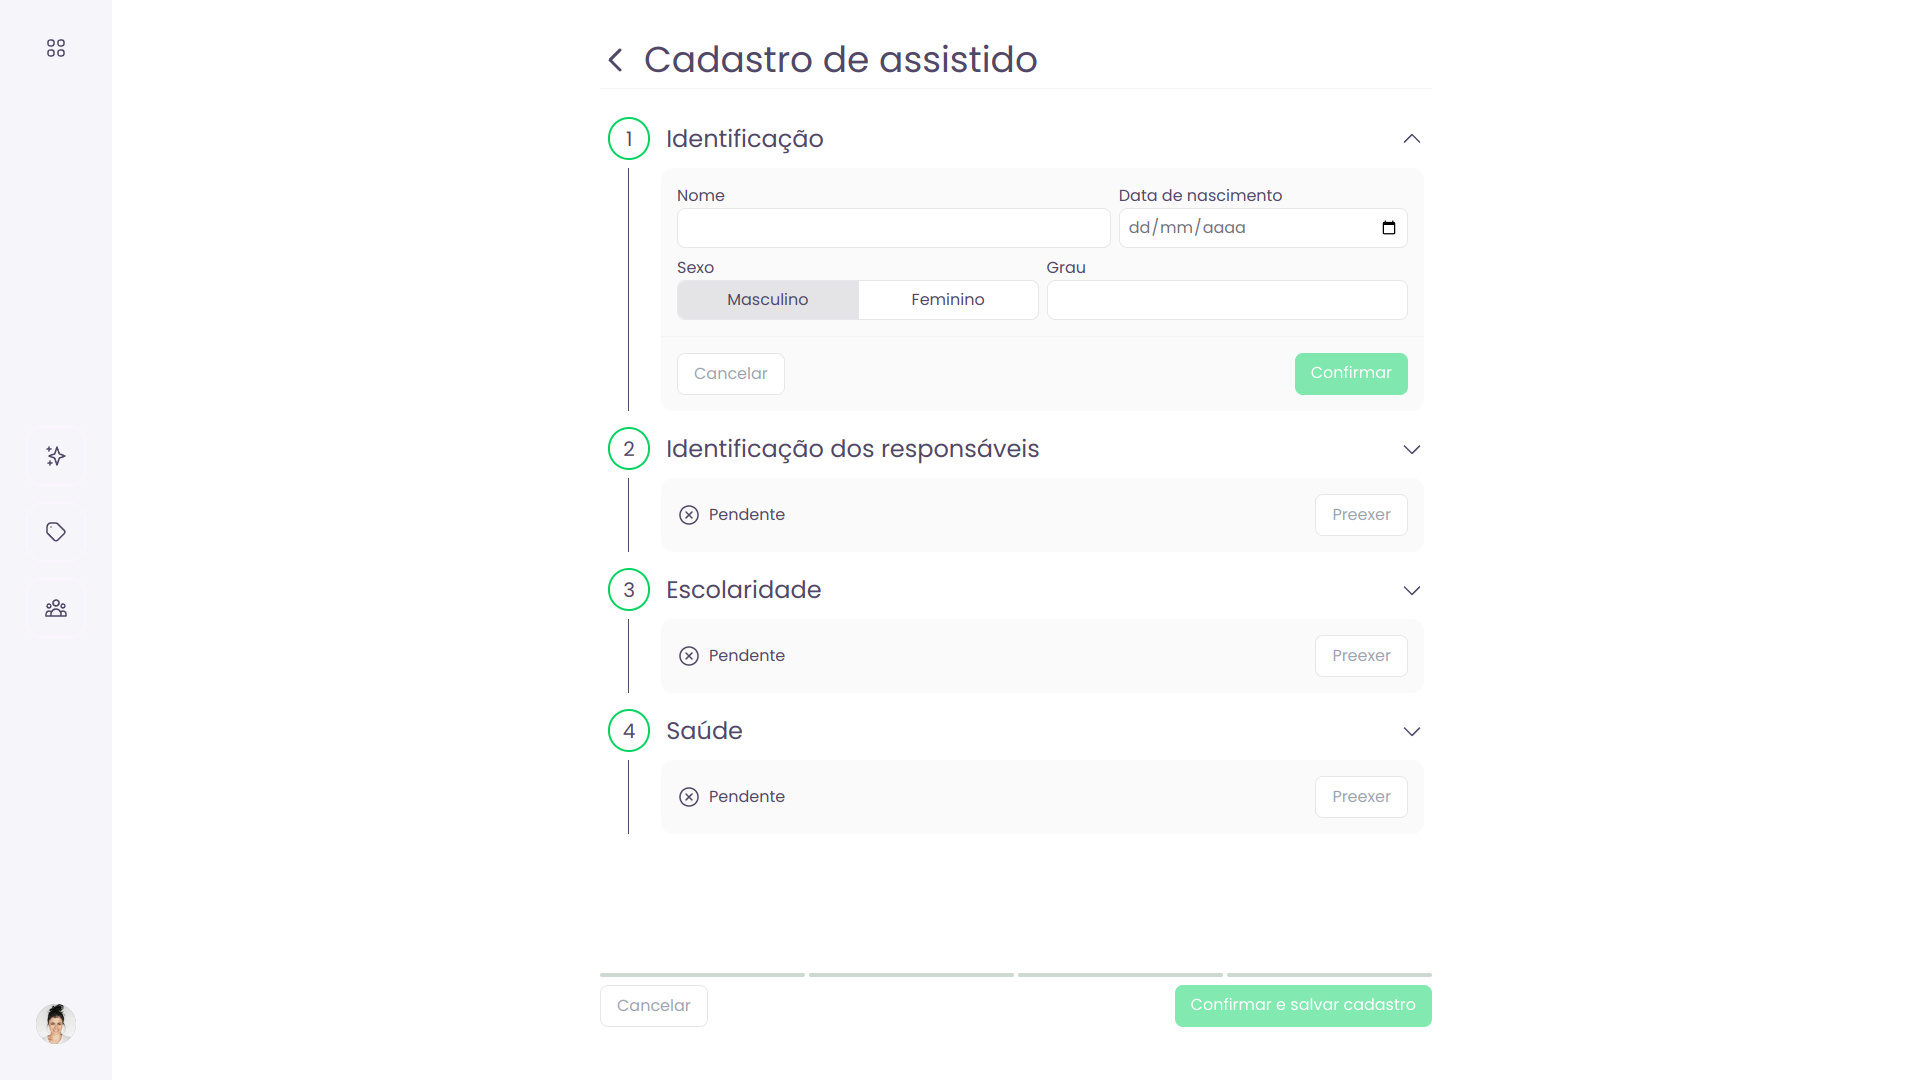 Cadastro de assistido
1 Identificação
Nome Data de nascimento
dd/mm/aaaa
Sexo Grau
Masculino Feminino
Cancelar Confirmar
2 Identificação dos responsáveis
Pendente Preexer
3 Escolaridade
Pendente Preexer
4 Saúde
Pendente Preexer
Cancelar Confirmar e salvar cadastro